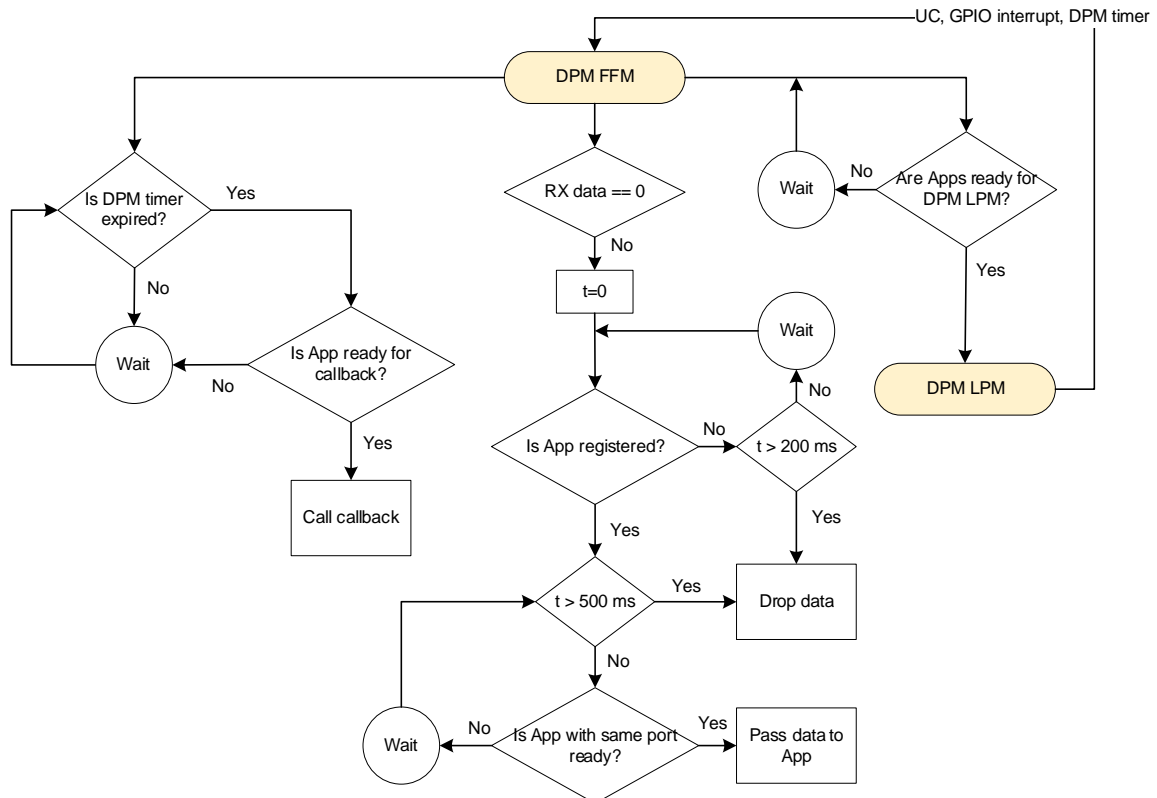 UC, GPIO interrupt, DPM timer
DPM FFM
Is DPM timer
expired?
Yes
No
Wait
Is App ready for
callback?
No
Yes
Call callback
RX data == 0
No
t=0
Wait
No
Is App registered?
No
t > 200 ms
Yes
Yes
t > 500 ms
Yes
Drop data
No
Is App with same port
ready?
No
Wait
Yes
Pass data to
App
Wait
No
Are Apps ready for
DPM LPM?
Yes
DPM LPM